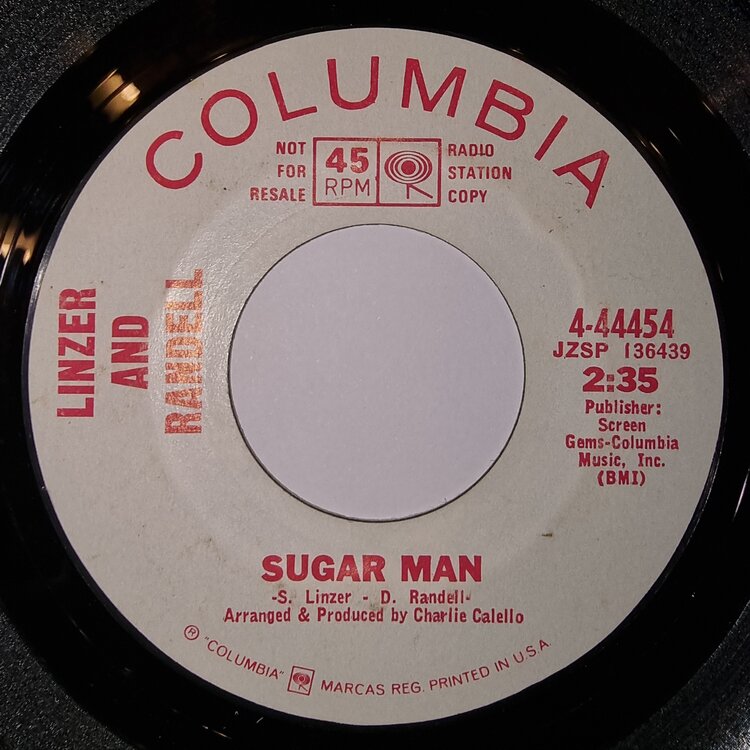 COLUMBIA
NOT
FOR
RESALE
45
RPM
RADIO
STATION
COPY
LINZER
AND
RANDELL
4-44454
JZSP 136439
2:35
Publisher:
Screen
Gems-Columbia
Music, Inc.
(BMI)
SUGAR MAN
-S. Linzer - D. Randell-
Arranged & Produced by Charlie Calello
® "COLUMBIA" MARCAS REG. PRINTED IN U.S.A.